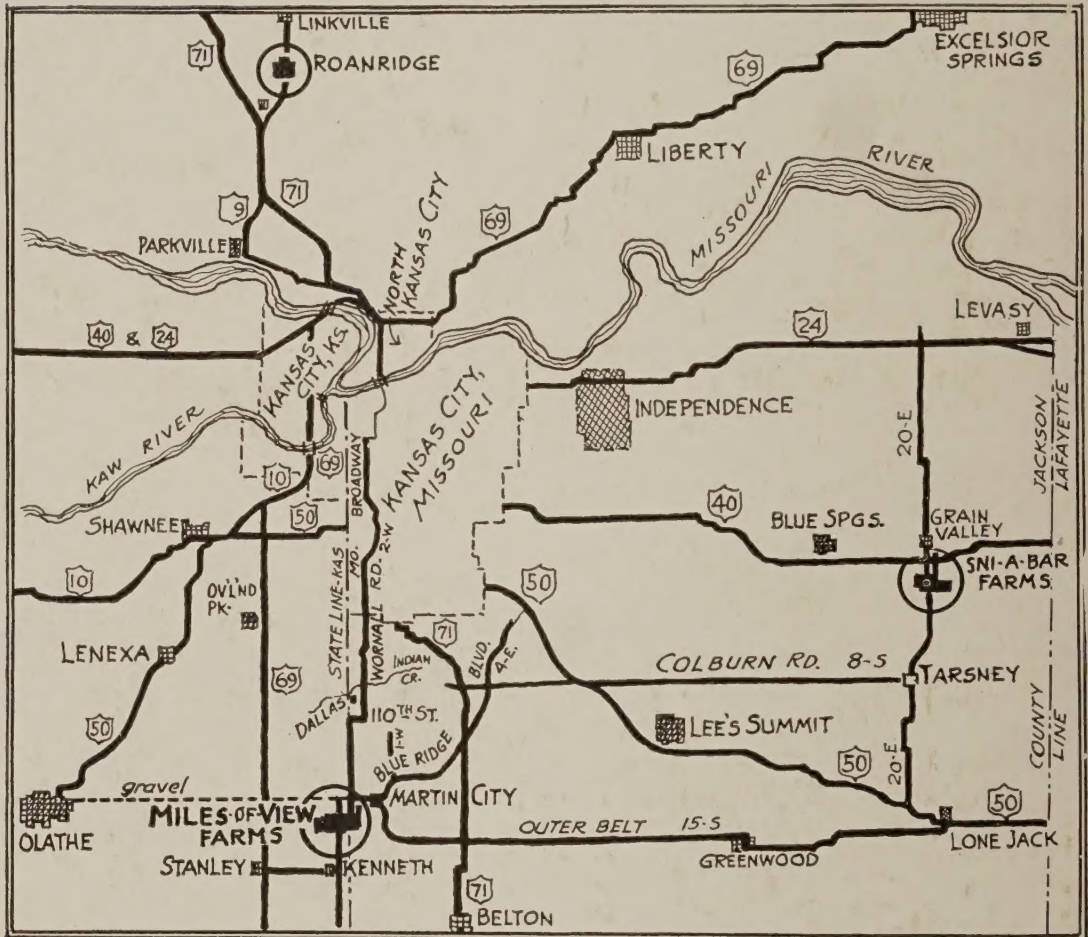 LINKVILLE
71
ROANRIDGE
EXCELSIOR
SPRINGS
69
LIBERTY
MISSOURI
RIVER
71
9
PARKVILLE
69
NORTH
KANSAS CITY
LEVASY
40 & 24
24
KANSAS
CITY, KS.
KANSAS CITY,
MISSOURI
INDEPENDENCE
KAW RIVER
20-E
JACKSON
LAFAYETTE
COUNTY
LINE
10
69
BROADWAY
50
SHAWNEE
40
BLUE SPGS.
GRAIN
VALLEY
SNI-A-BAR
FARMS
10
OV'L'ND
PK.
STATE LINE-KAS
MO.
WORNALL RD. 2-W
50
71
BLVD.
4-E.
LENEXA
INDIAN
CR.
COLBURN RD. 8-S
TARSNEY
69
DALLAS
110TH ST.
1-W
BLUE RIDGE
LEE'S SUMMIT
50
50
20-E
gravel
MARTIN CITY
50
OLATHE
MILES-OF-VIEW
FARMS
OUTER BELT 15-S
LONE JACK
GREENWOOD
STANLEY
KENNETH
71
BELTON